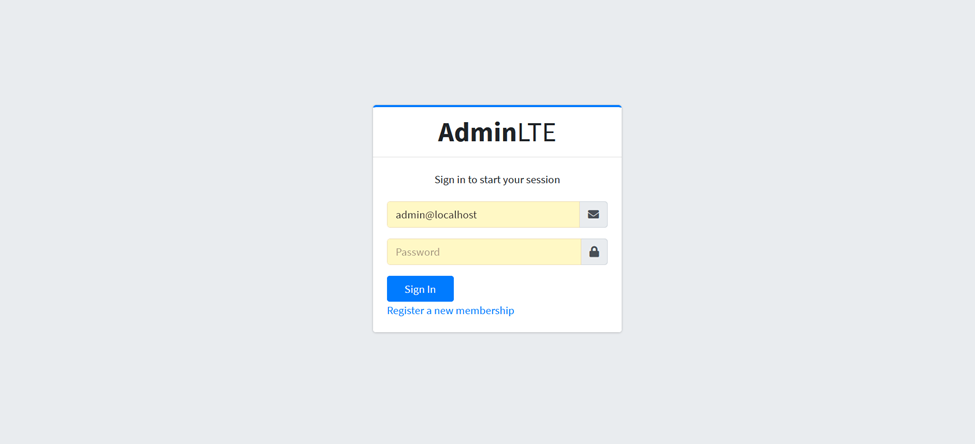 AdminLTE
Sign in to start your session
admin@localhost
Password
Sign In
Register a new membership